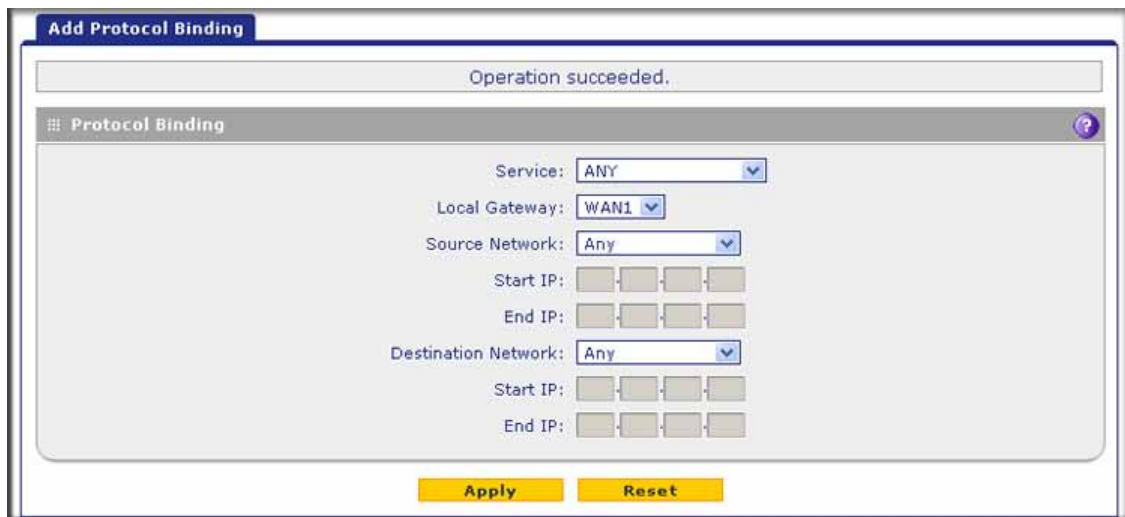 Add Protocol Binding
Operation succeeded.
Protocol Binding
Service: ANY
Local Gateway: WAN1
Source Network: Any
Start IP:
End IP:
Destination Network: Any
Start IP:
End IP:
Apply Reset